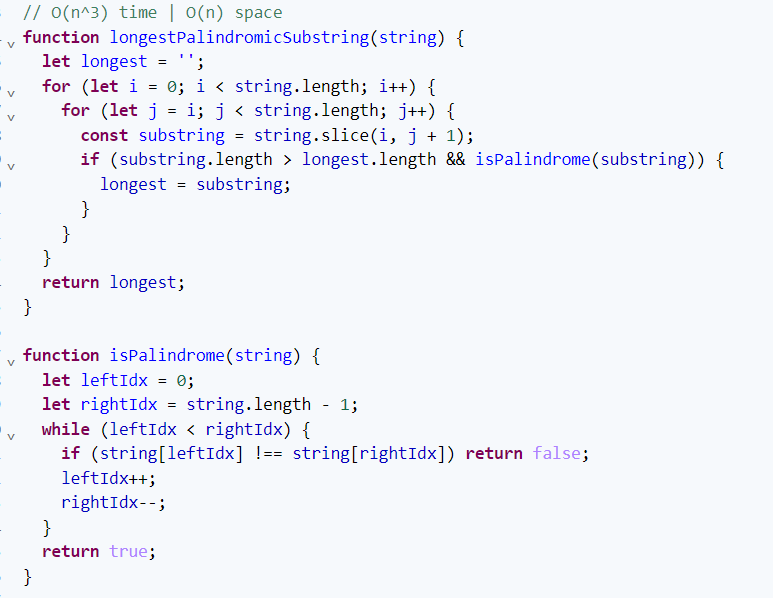 // O(n^3) time | O(n) space
function longestPalindromicSubstring(string) {
  let longest = '';
  for (let i = 0; i < string.length; i++) {
    for (let j = i; j < string.length; j++) {
      const substring = string.slice(i, j + 1);
      if (substring.length > longest.length && isPalindrome(substring)) {
        longest = substring;
      }
    }
  }
  return longest;
}

function isPalindrome(string) {
  let leftIdx = 0;
  let rightIdx = string.length - 1;
  while (leftIdx < rightIdx) {
    if (string[leftIdx] !== string[rightIdx]) return false;
    leftIdx++;
    rightIdx--;
  }
  return true;
}